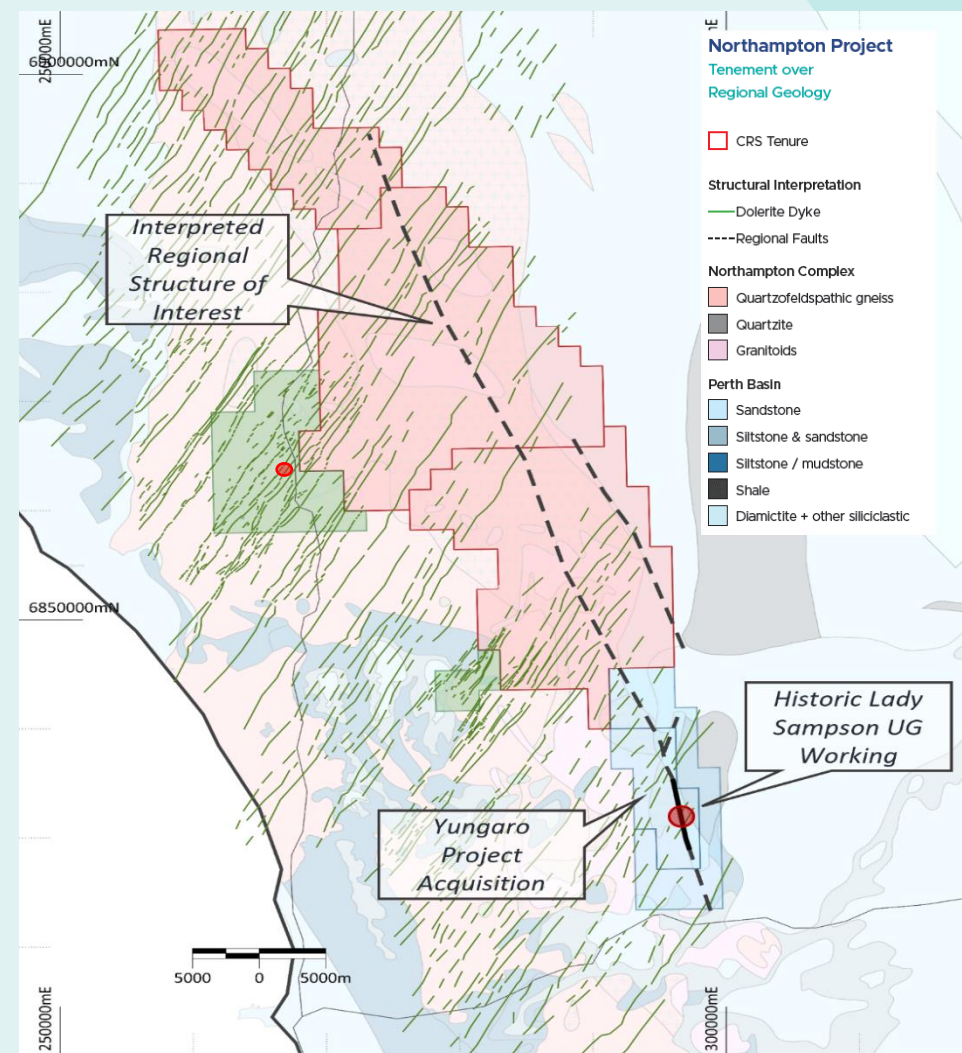 250000mE
300000mE
6900000mN
Northampton Project
Tenement over
Regional Geology
CRS Tenure
Structural Interpretation
Dolerite Dyke
Regional Faults
Northampton Complex
Quartzofeldspathic gneiss
Quartzite
Granitoids
Perth Basin
Sandstone
Siltstone & sandstone
Siltstone / mudstone
Shale
Diamictite + other siliciclastic
Interpreted
Regional
Structure of
Interest
6850000mN
Historic Lady
Sampson UG
Working
Yungaro
Project
Acquisition
5000 0 5000m
250000mE
300000mE